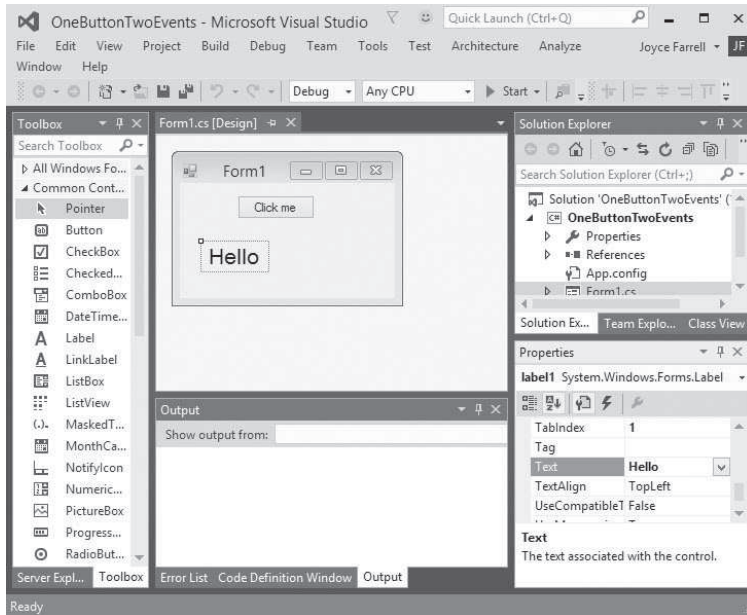 OneButtonTwoEvents - Microsoft Visual Studio
Quick Launch (Ctrl+Q)
File Edit View Project Build Debug Team Tools Test Architecture Analyze
Joyce Farrell JF
Window Help
Debug Any CPU Start
Toolbox
Search Toolbox
All Windows Fo...
Common Cont...
Pointer
Button
CheckBox
Checked...
ComboBox
DateTime...
Label
LinkLabel
ListBox
ListView
MaskedT...
MonthCa...
NotifyIcon
Numeric...
PictureBox
Progress...
RadioBut...
Server Expl... Toolbox
Form1.cs [Design]
Form1
Click me
Hello
Output
Show output from:
Error List Code Definition Window Output
Solution Explorer
Search Solution Explorer (Ctrl+;)
Solution 'OneButtonTwoEvents' (
OneButtonTwoEvents
Properties
References
App.config
Form1.cs
Solution Ex... Team Explo... Class View
Properties
label1 System.Windows.Forms.Label
TabIndex 1
Tag
Text Hello
TextAlign TopLeft
UseCompatibleT False
Text
The text associated with the control.
Ready